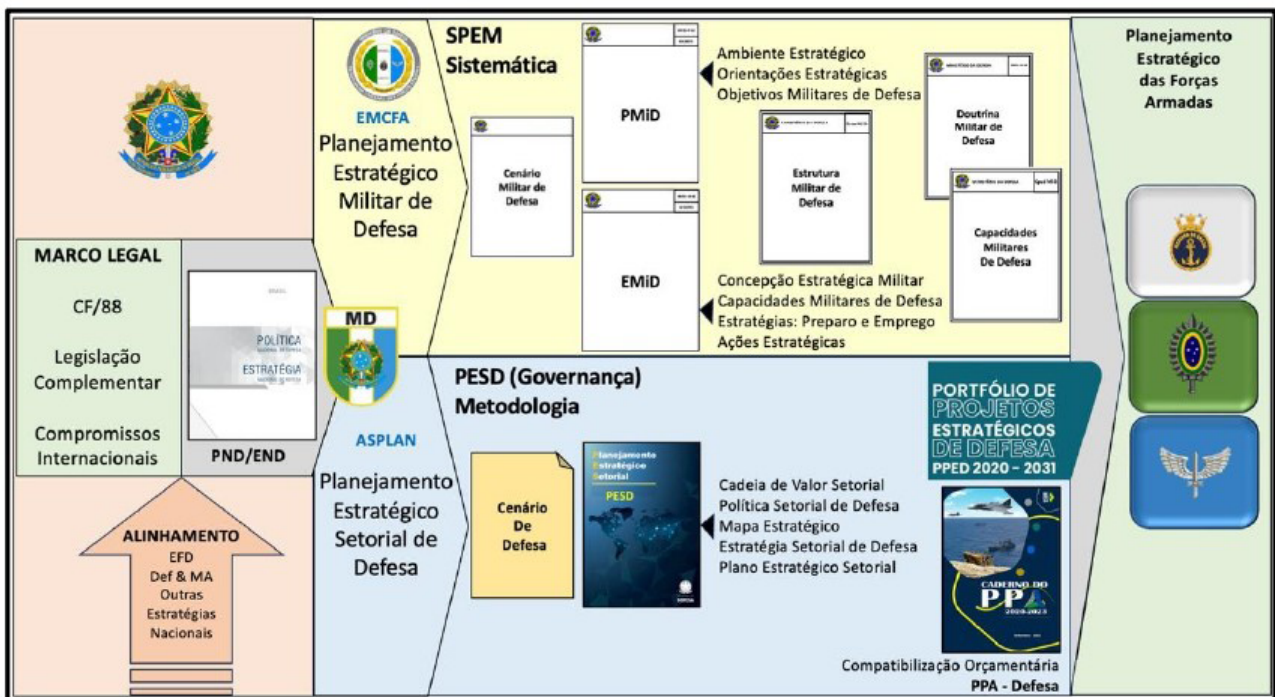 MARCO LEGAL
CF/88
Legislação
Complementar
Compromissos
Internacionais
POLÍTICA
ESTRATÉGIA
PND/END
ALINHAMENTO
EFD
Def & MA
Outras
Estratégias
Nacionais
EMCFA
Planejamento
Estratégico
Militar de
Defesa
MD
ASPLAN
Planejamento
Estratégico
Setorial de
Defesa
SPEM
Sistemática
Cenário
Militar de
Defesa
PMiD
Ambiente Estratégico
Orientações Estratégicas
Objetivos Militares de Defesa
EMiD
Estrutura
Militar de
Defesa
Doutrina
Militar de
Defesa
Capacidades
Militares
De Defesa
Concepção Estratégica Militar
Capacidades Militares de Defesa
Estratégias: Preparo e Emprego
Ações Estratégicas
PESD (Governança)
Metodologia
Cenário
De
Defesa
Planejamento
Estratégico
Setorial
PESD
Cadeia de Valor Setorial
Política Setorial de Defesa
Mapa Estratégico
Estratégia Setorial de Defesa
Plano Estratégico Setorial
PORTFÓLIO DE
PROJETOS
ESTRATÉGICOS
DE DEFESA
PPED 2020 – 2031
CADERNO DO
PPA
2020-2023
Compatibilização Orçamentária
PPA - Defesa
Planejamento
Estratégico
das Forças
Armadas